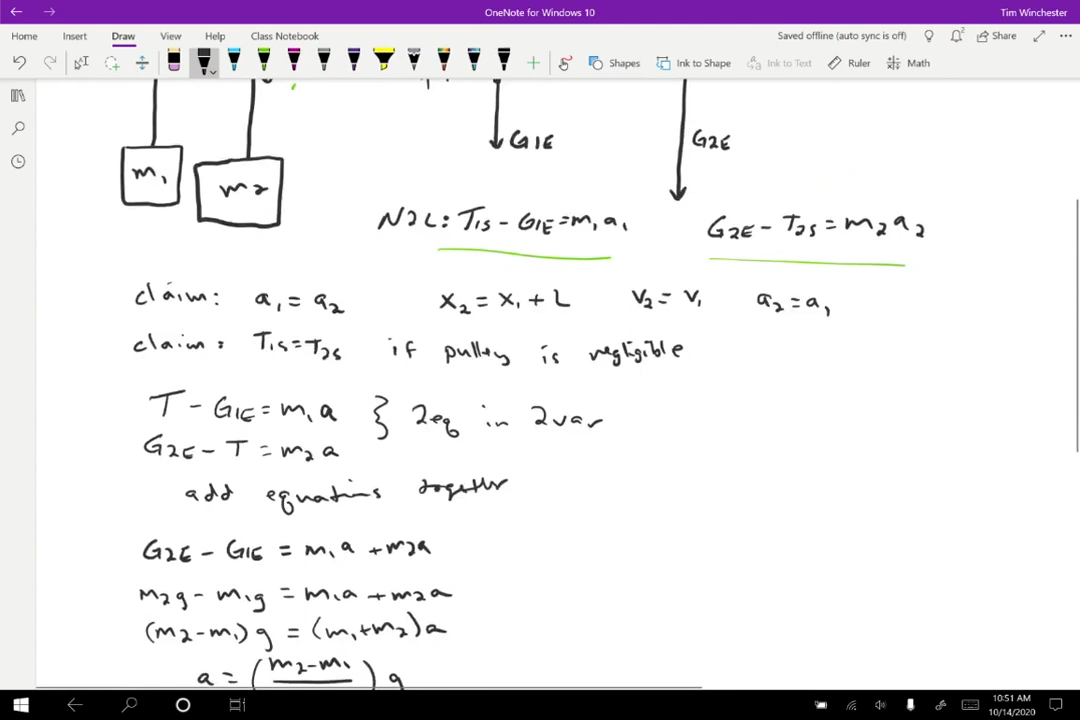 OneNote for Windows 10
Tim Winchester
Home Insert Draw View Help Class Notebook
Saved offline (auto sync is off) Share
Ink to Shape Ink to Text Shapes Ruler Math
G1E
G2E
m1
m2
N2L: T1S - G1E = m1a1
G2E - T2S = m2a2
claim: a1 = a2 x2 = x1 + L v2 = v1 a2 = a1
claim: T1S = T2S if pulley is negligible
T - G1E = m1a } 2eq in 2var
G2E - T = m2a
add equations together
G2E - G1E = m1a + m2a
m2g - m1g = m1a + m2a
(m2 - m1) g = (m1 + m2) a
a = (m2 - m1) g
10:51 AM
10/14/2020